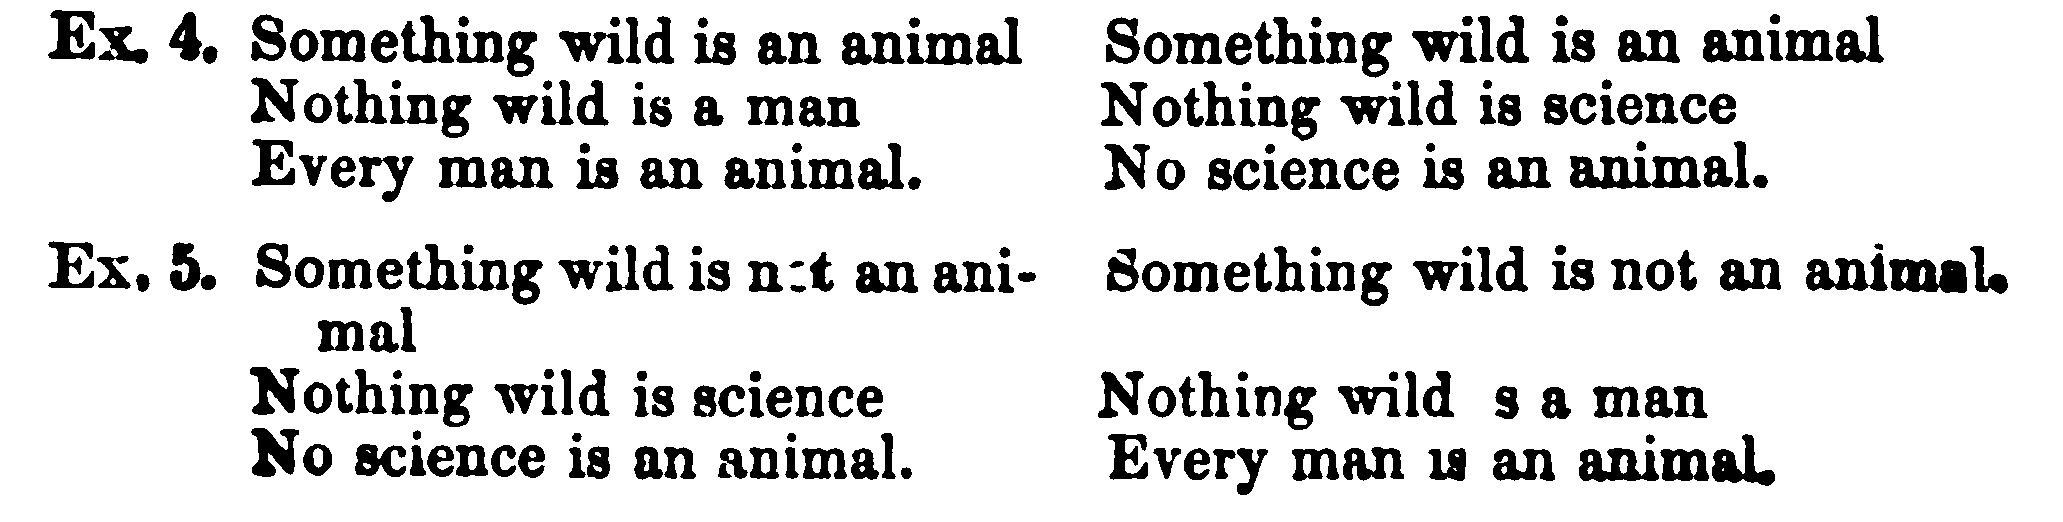 Ex. 4. Something wild is an animal Something wild is an animal
Nothing wild is a man Nothing wild is science
Every man is an animal. No science is an animal.
Ex. 5. Something wild is not an ani- Something wild is not an animal.
mal
Nothing wild is science Nothing wild s a man
No science is an animal. Every man is an animal.